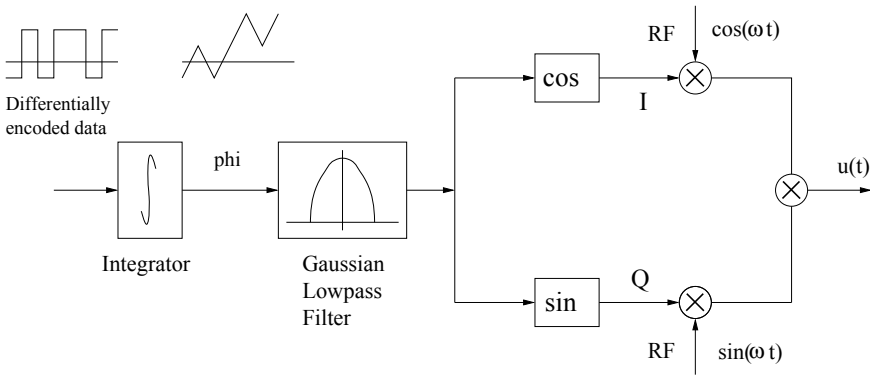 RF
cos(ω t)
cos
I
Differentially
encoded data
phi
u(t)
Integrator
Gaussian
Lowpass
Filter
sin
Q
RF
sin(ω t)